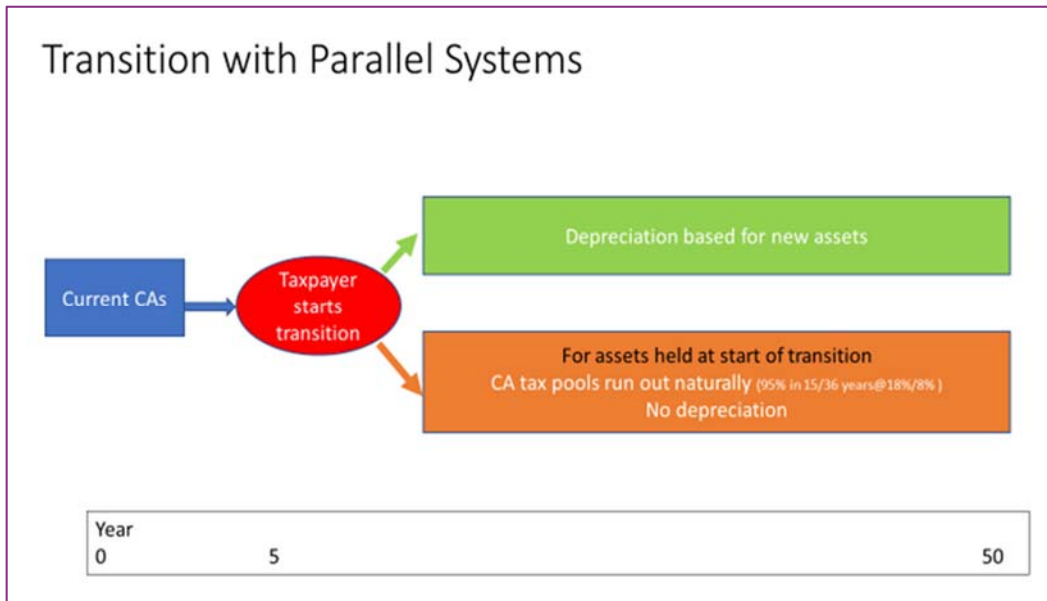 Transition with Parallel Systems
Current CAs
Taxpayer
starts
transition
Depreciation based for new assets
For assets held at start of transition
CA tax pools run out naturally (95% in 15/36 years@18%/8% )
No depreciation
Year
0 5 50